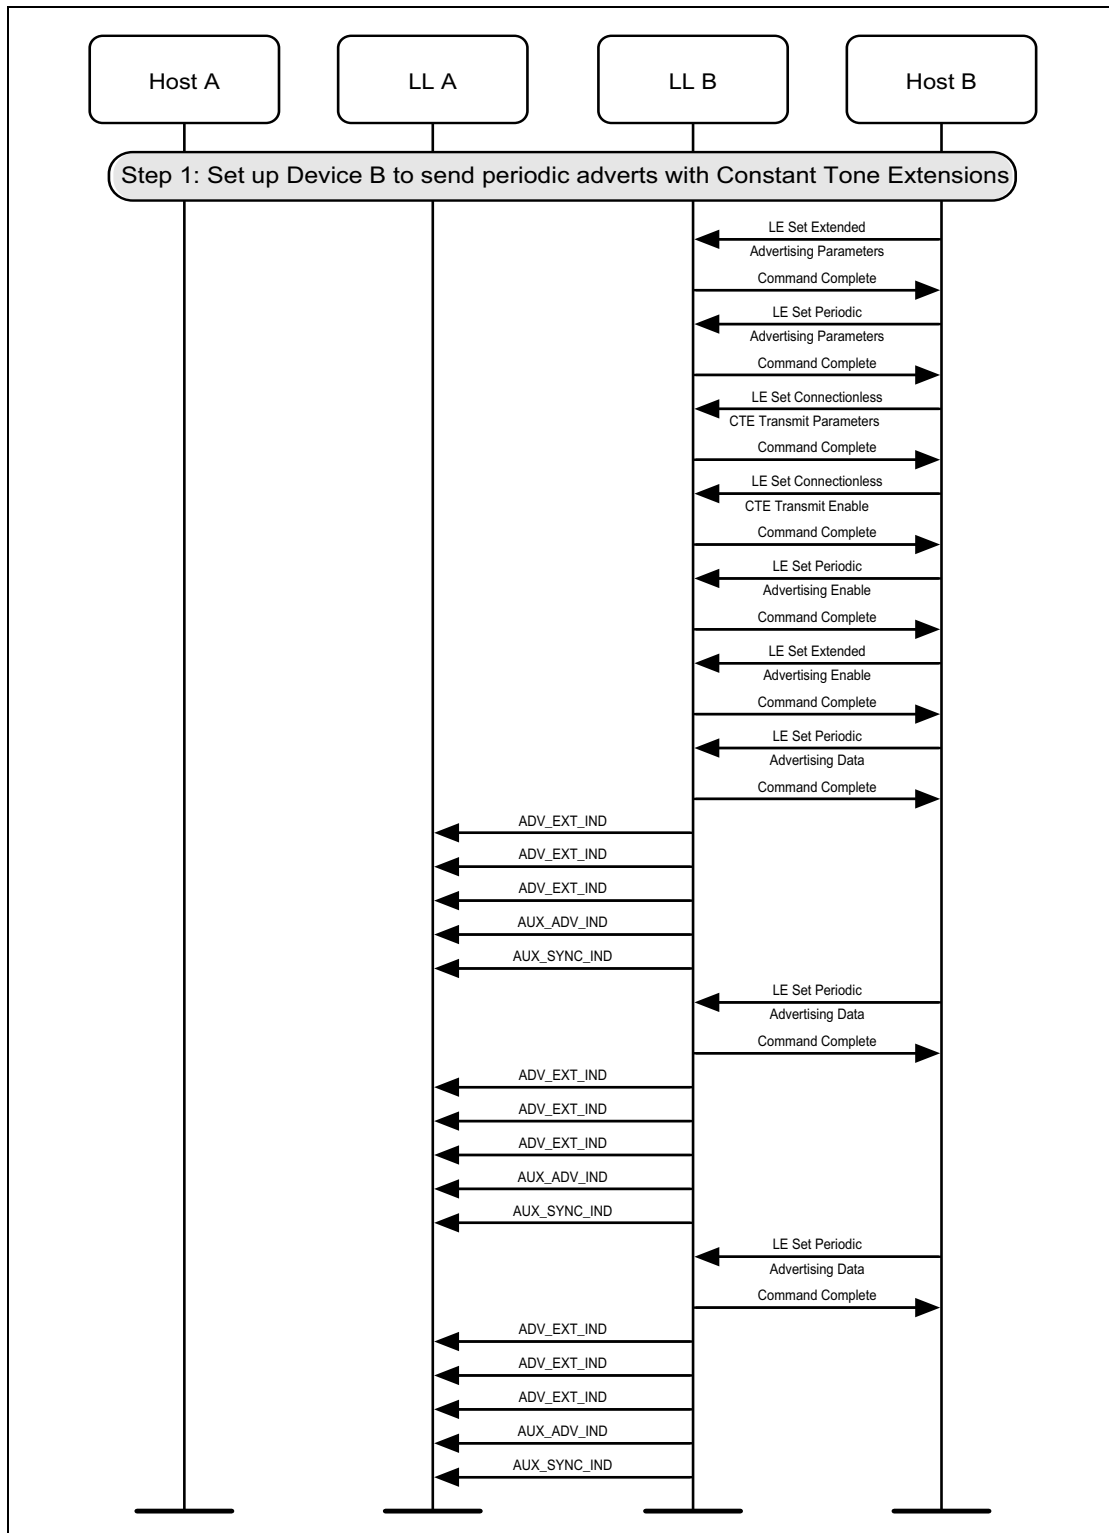 Host A
LL A
LL B
Host B
Step 1: Set up Device B to send periodic adverts with Constant Tone Extensions
LE Set Extended
Advertising Parameters
Command Complete
LE Set Periodic
Advertising Parameters
Command Complete
LE Set Connectionless
CTE Transmit Parameters
Command Complete
LE Set Connectionless
CTE Transmit Enable
Command Complete
LE Set Periodic
Advertising Enable
Command Complete
LE Set Extended
Advertising Enable
Command Complete
LE Set Periodic
Advertising Data
Command Complete
ADV_EXT_IND
ADV_EXT_IND
ADV_EXT_IND
AUX_ADV_IND
AUX_SYNC_IND
LE Set Periodic
Advertising Data
Command Complete
ADV_EXT_IND
ADV_EXT_IND
ADV_EXT_IND
AUX_ADV_IND
AUX_SYNC_IND
LE Set Periodic
Advertising Data
Command Complete
ADV_EXT_IND
ADV_EXT_IND
ADV_EXT_IND
AUX_ADV_IND
AUX_SYNC_IND